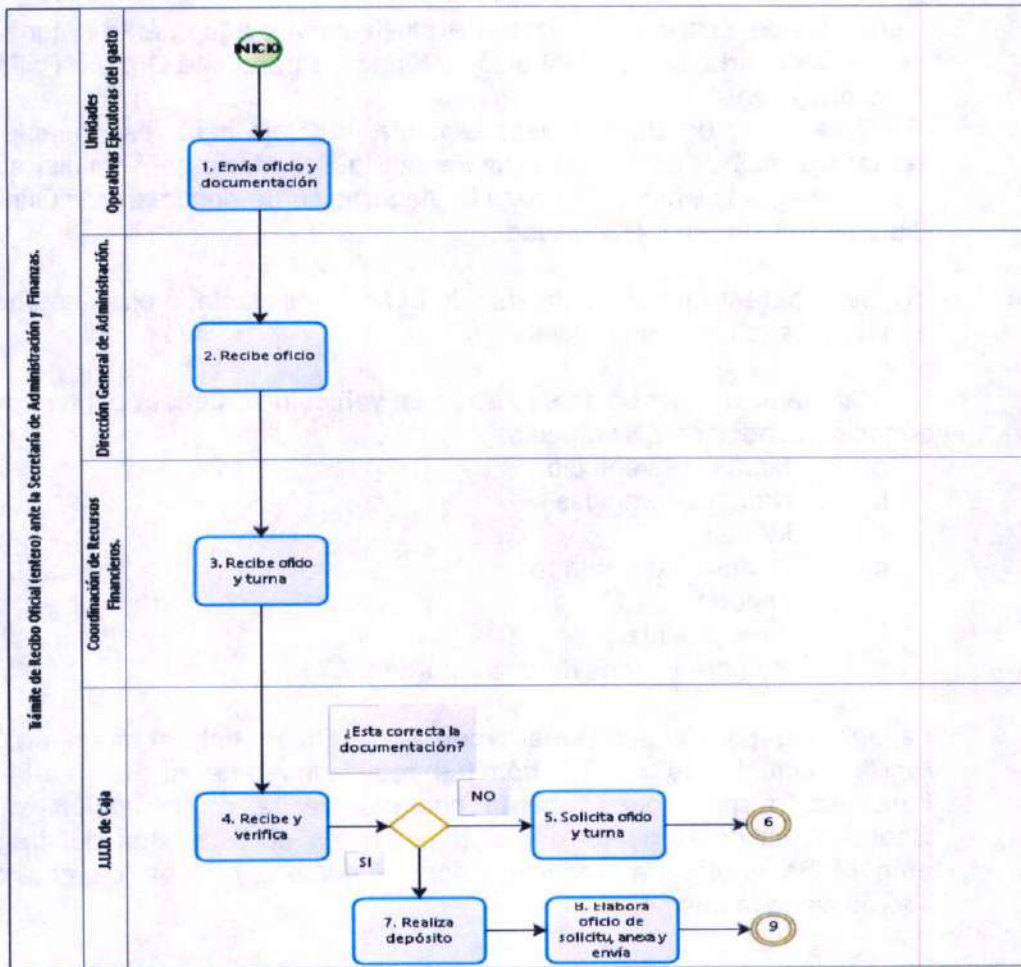 Trámite de Recibo Oficial (entero) ante la Secretaría de Administración y Finanzas.
Unidades
Operativas Ejecutoras del gasto
INICIO
1. Envía oficio y
documentación
Dirección General de Administración.
2. Recibe oficio
Coordinación de Recursos
Financieros.
3. Recibe oficio
y turna
J.U.D. de Caja
¿Esta correcta la
documentación?
4. Recibe y
verifica
NO
5. Solicita oficio
y turna
6
SI
7. Realiza
depósito
8. Elabora
oficio de
solicitu, anexa y
envía
9